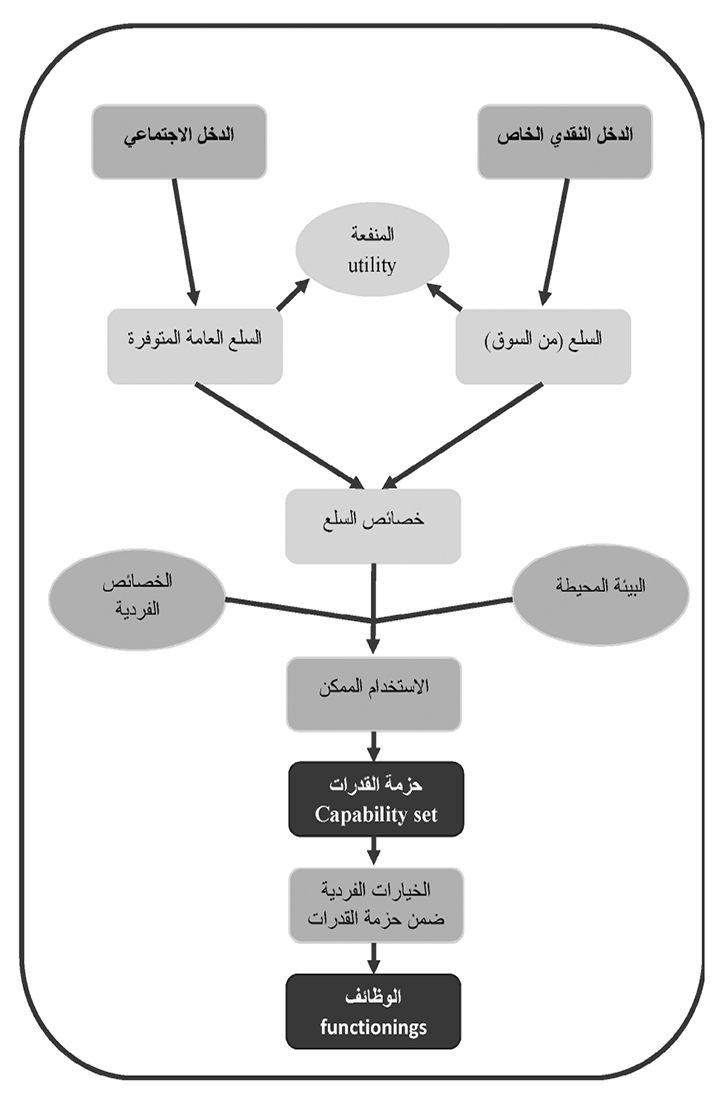 الدخل النقدي الخاص
الدخل الاجتماعي
المنفعة
utility
السلع (من السوق)
السلع العامة المتوفرة
خصائص السلع
البيئة المحيطة
الخصائص
الفردية
الاستخدام الممكن
حزمة القدرات
Capability set
الخيارات الفردية
ضمن حزمة القدرات
الوظائف
functionings